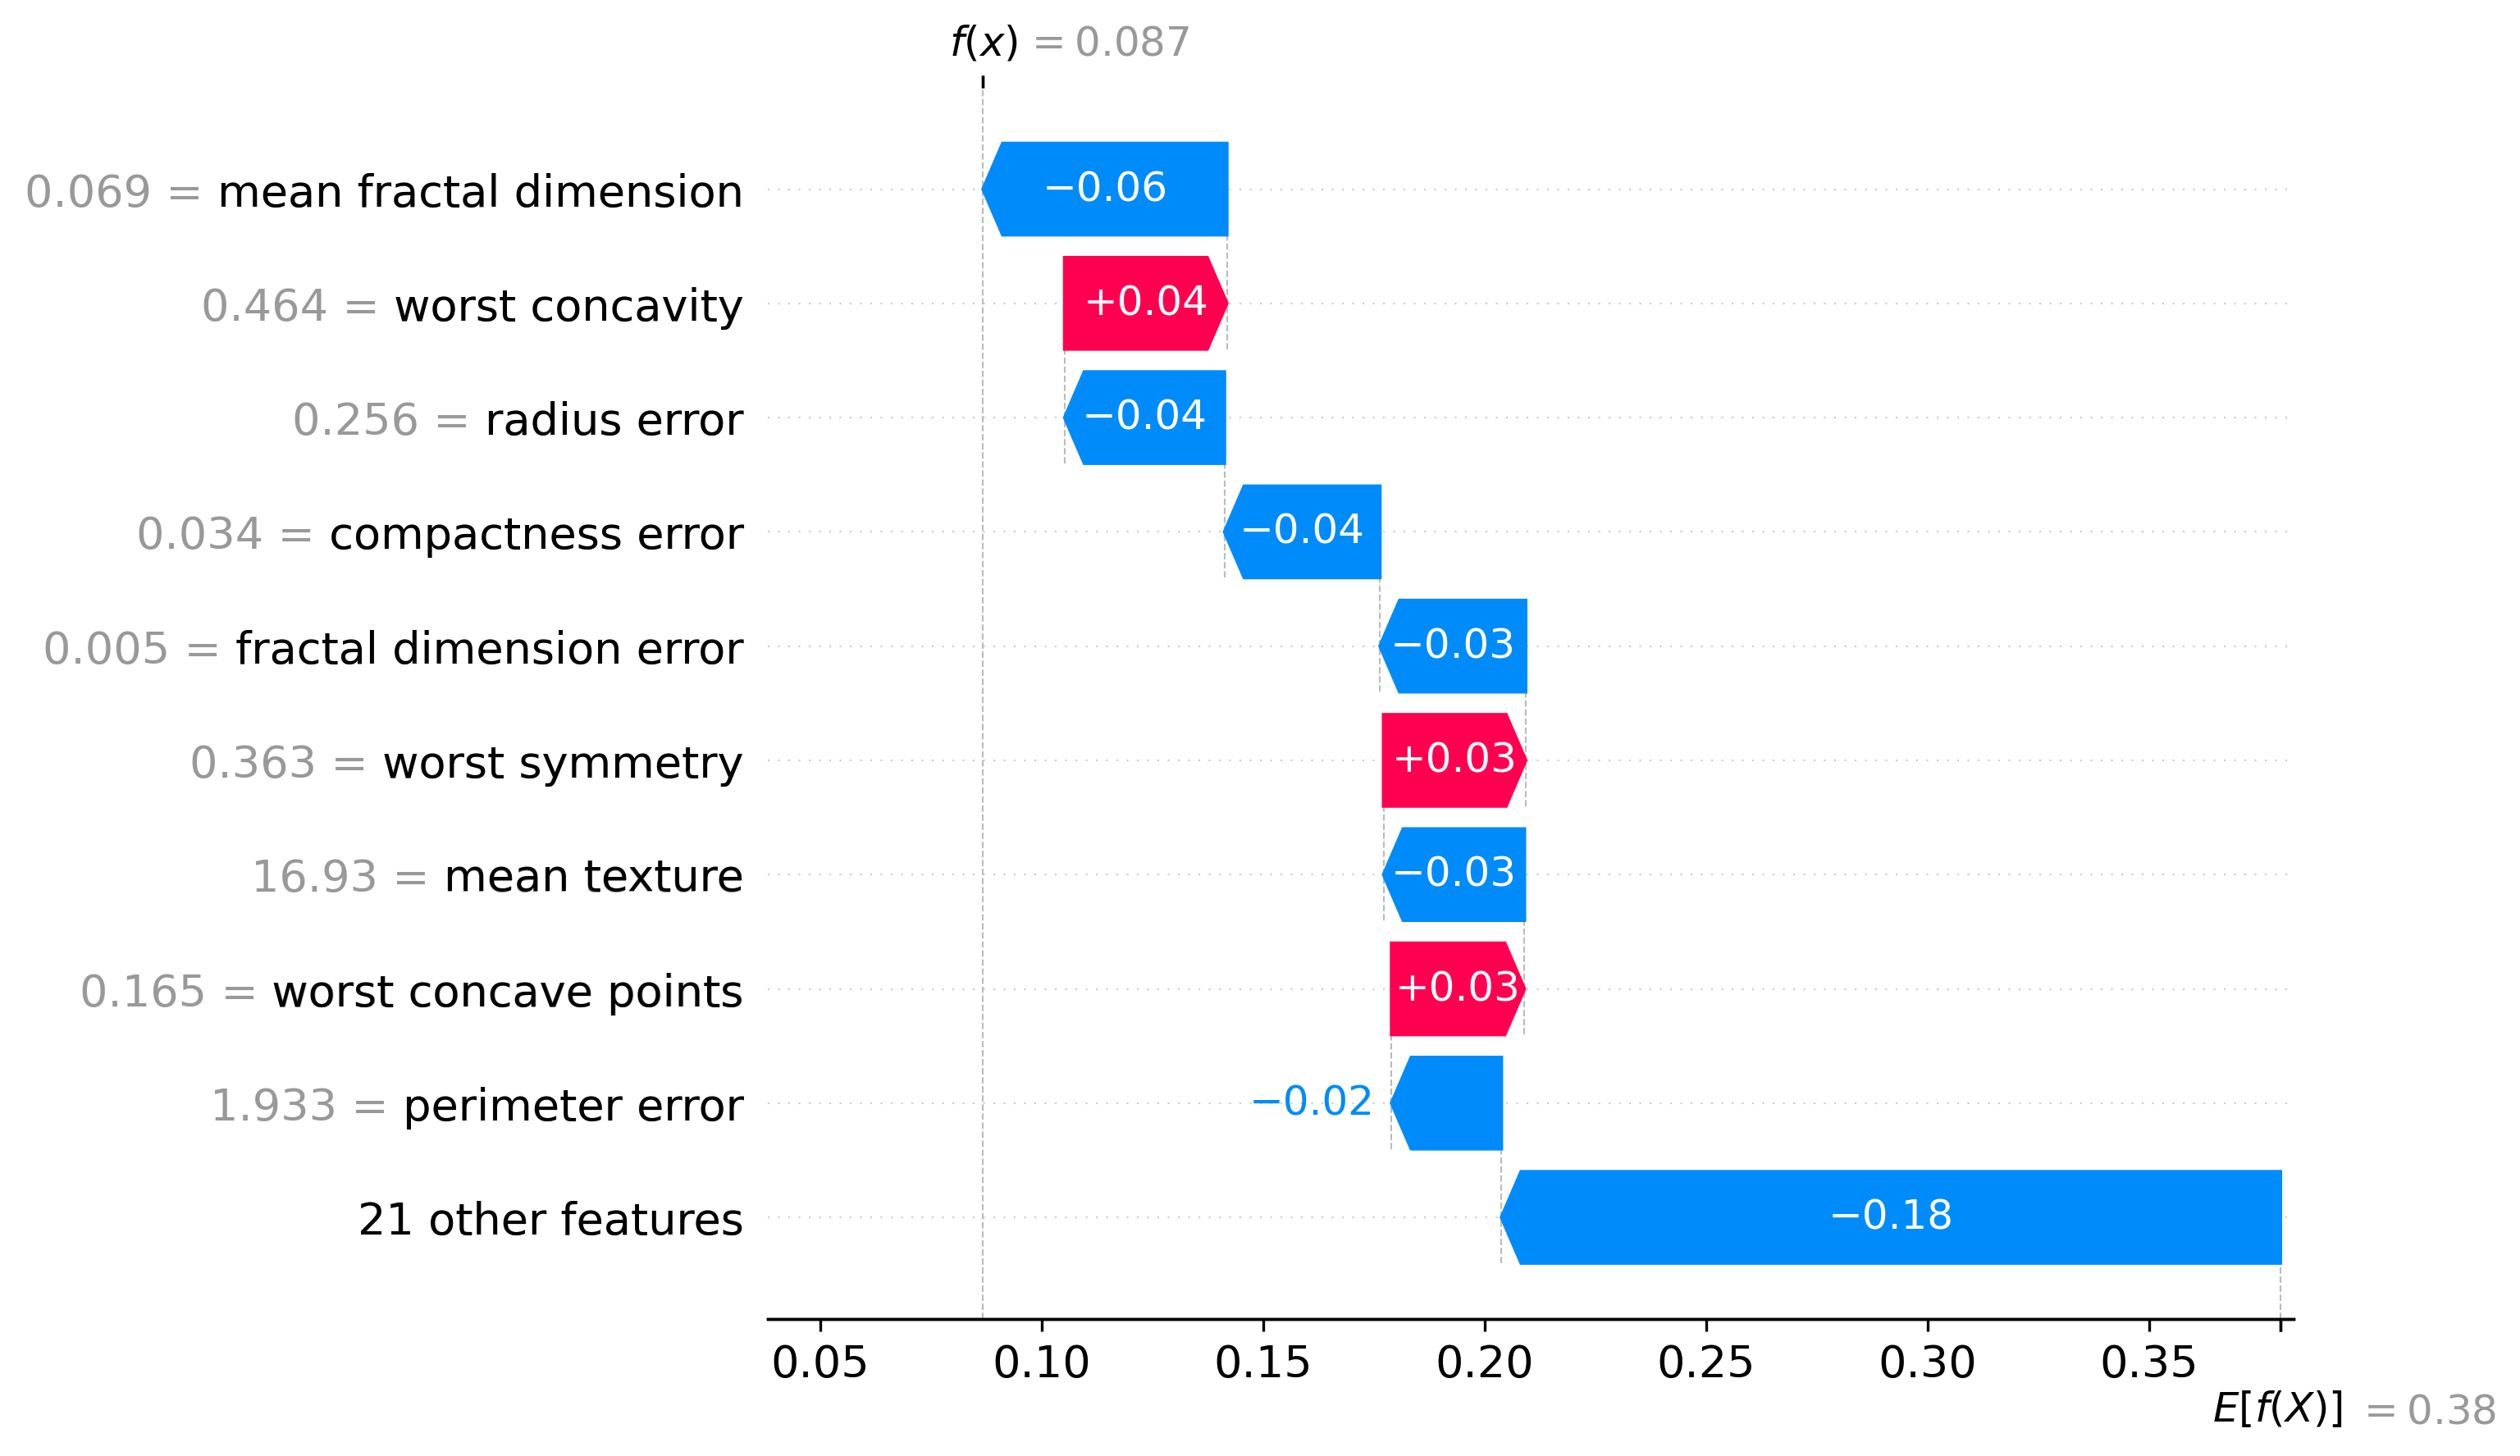 f(x) = 0.087
0.069 = mean fractal dimension
−0.06
0.464 = worst concavity
+0.04
0.256 = radius error
−0.04
0.034 = compactness error
−0.04
0.005 = fractal dimension error
−0.03
0.363 = worst symmetry
+0.03
16.93 = mean texture
−0.03
0.165 = worst concave points
+0.03
1.933 = perimeter error
−0.02
21 other features
−0.18
0.05 0.10 0.15 0.20 0.25 0.30 0.35
E[f(X)] = 0.38